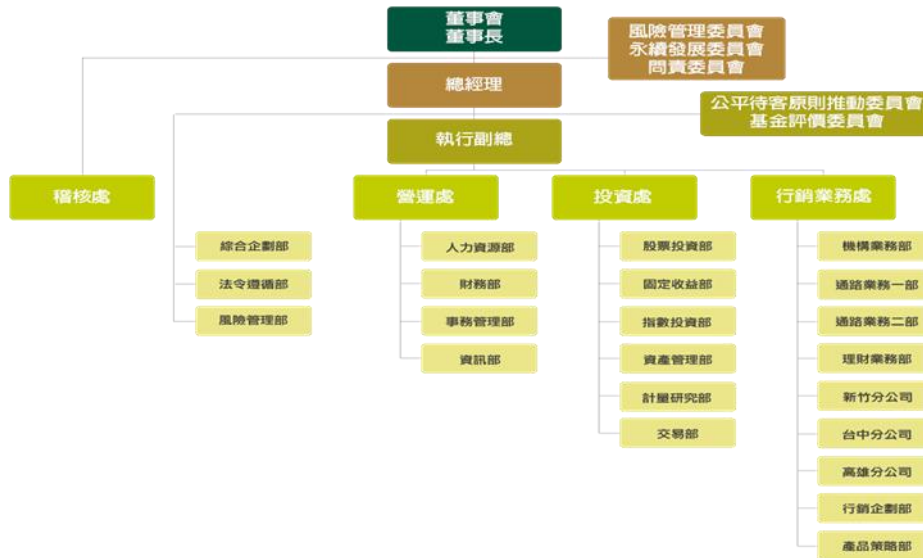 董事會
董事長
風險管理委員會
永續發展委員會
問責委員會
總經理
公平待客原則推動委員會
基金評價委員會
執行副總
稽核處
營運處
投資處
行銷業務處
綜合企劃部
法令遵循部
風險管理部
人力資源部
財務部
事務管理部
資訊部
股票投資部
固定收益部
指數投資部
資產管理部
計量研究部
交易部
機構業務部
通路業務一部
通路業務二部
理財業務部
新竹分公司
台中分公司
高雄分公司
行銷企劃部
產品策略部